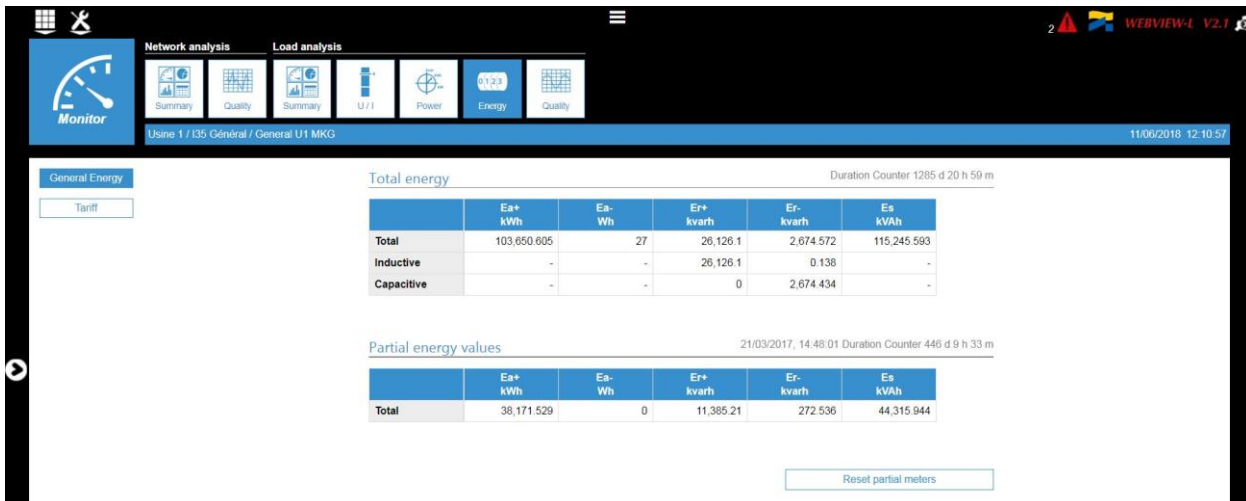 2 WEBVIEW-L V2.1
Network analysis Load analysis
0 1 2 3
Summary Quality Summary U / I Power Energy Quality
Monitor
Usine 1 / I35 Général / General U1 MKG 11/06/2018 12:10:57
General Energy
Tariff
Total energy Duration Counter 1285 d 20 h 59 m
Ea+ Ea- Er+ Er- Es
kWh Wh kvarh kvarh kVAh
Total 103,650.605 27 26,126.1 2,674.572 115,245.593
Inductive - - 26,126.1 0.138 -
Capacitive - - 0 2,674.434 -
Partial energy values 21/03/2017, 14:48:01 Duration Counter 446 d 9 h 33 m
Ea+ Ea- Er+ Er- Es
kWh Wh kvarh kvarh kVAh
Total 38,171.529 0 11,385.21 272.536 44,315.944
Reset partial meters